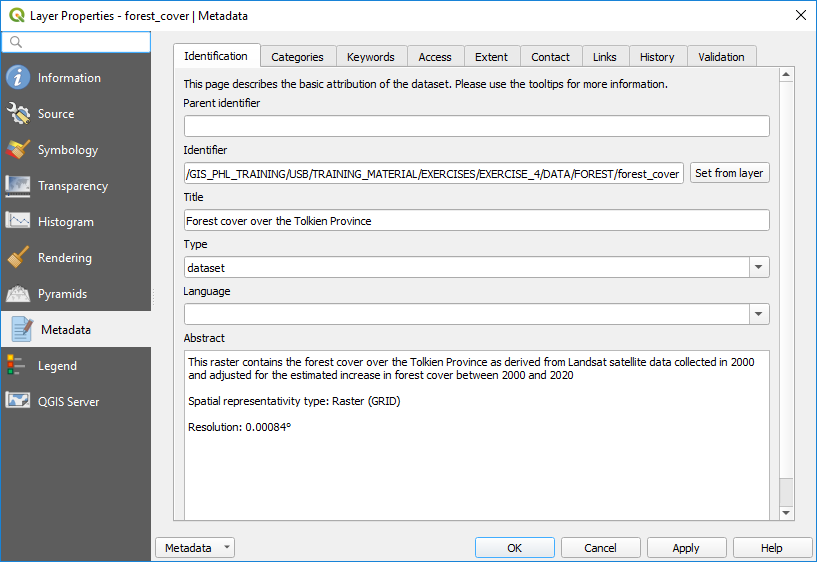 Layer Properties - forest_cover | Metadata
Information
Source
Symbology
Transparency
Histogram
Rendering
Pyramids
Metadata
Legend
QGIS Server
Identification Categories Keywords Access Extent Contact Links History Validation
This page describes the basic attribution of the dataset. Please use the tooltips for more information.
Parent identifier
Identifier
/GIS_PHL_TRAINING/USB/TRAINING_MATERIAL/EXERCISES/EXERCISE_4/DATA/FOREST/forest_cover Set from layer
Title
Forest cover over the Tolkien Province
Type
dataset
Language
Abstract
This raster contains the forest cover over the Tolkien Province as derived from Landsat satellite data collected in 2000
and adjusted for the estimated increase in forest cover between 2000 and 2020
Spatial representativity type: Raster (GRID)
Resolution: 0.00084°
Metadata OK Cancel Apply Help